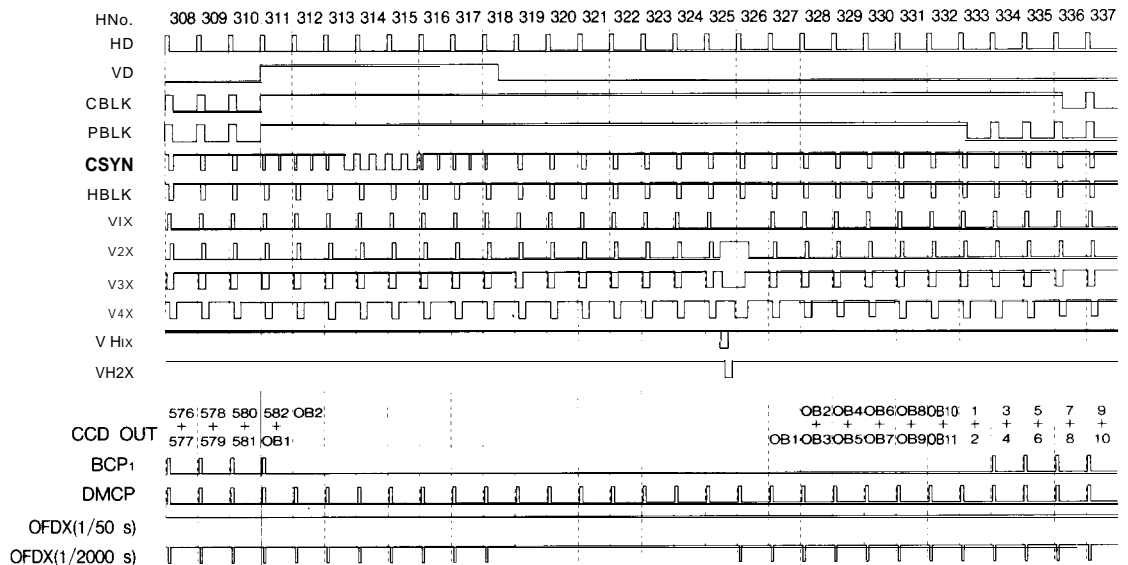 HNo. 308 309 310 311 312 313 314 315 316 317 318 319 320 321 322 323 324 325 326 327 328 329 330 331 332 333 334 335 336 337
HD
VD
CBLK
PBLK
CSYN
HBLK
V1X
V2X
V3X
V4X
V H1X
VH2X
576 578 580 582 OB2 OB2 OB4 OB6 OB8 OB10 1 3 5 7 9
CCD OUT + + + + + + + + + + + + + +
577 579 581 OB1 OB1 OB3 OB5 OB7 OB9 OB11 2 4 6 8 10
BCP1
DMCP
OFDX(1/50 s)
OFDX(1/2000 s)